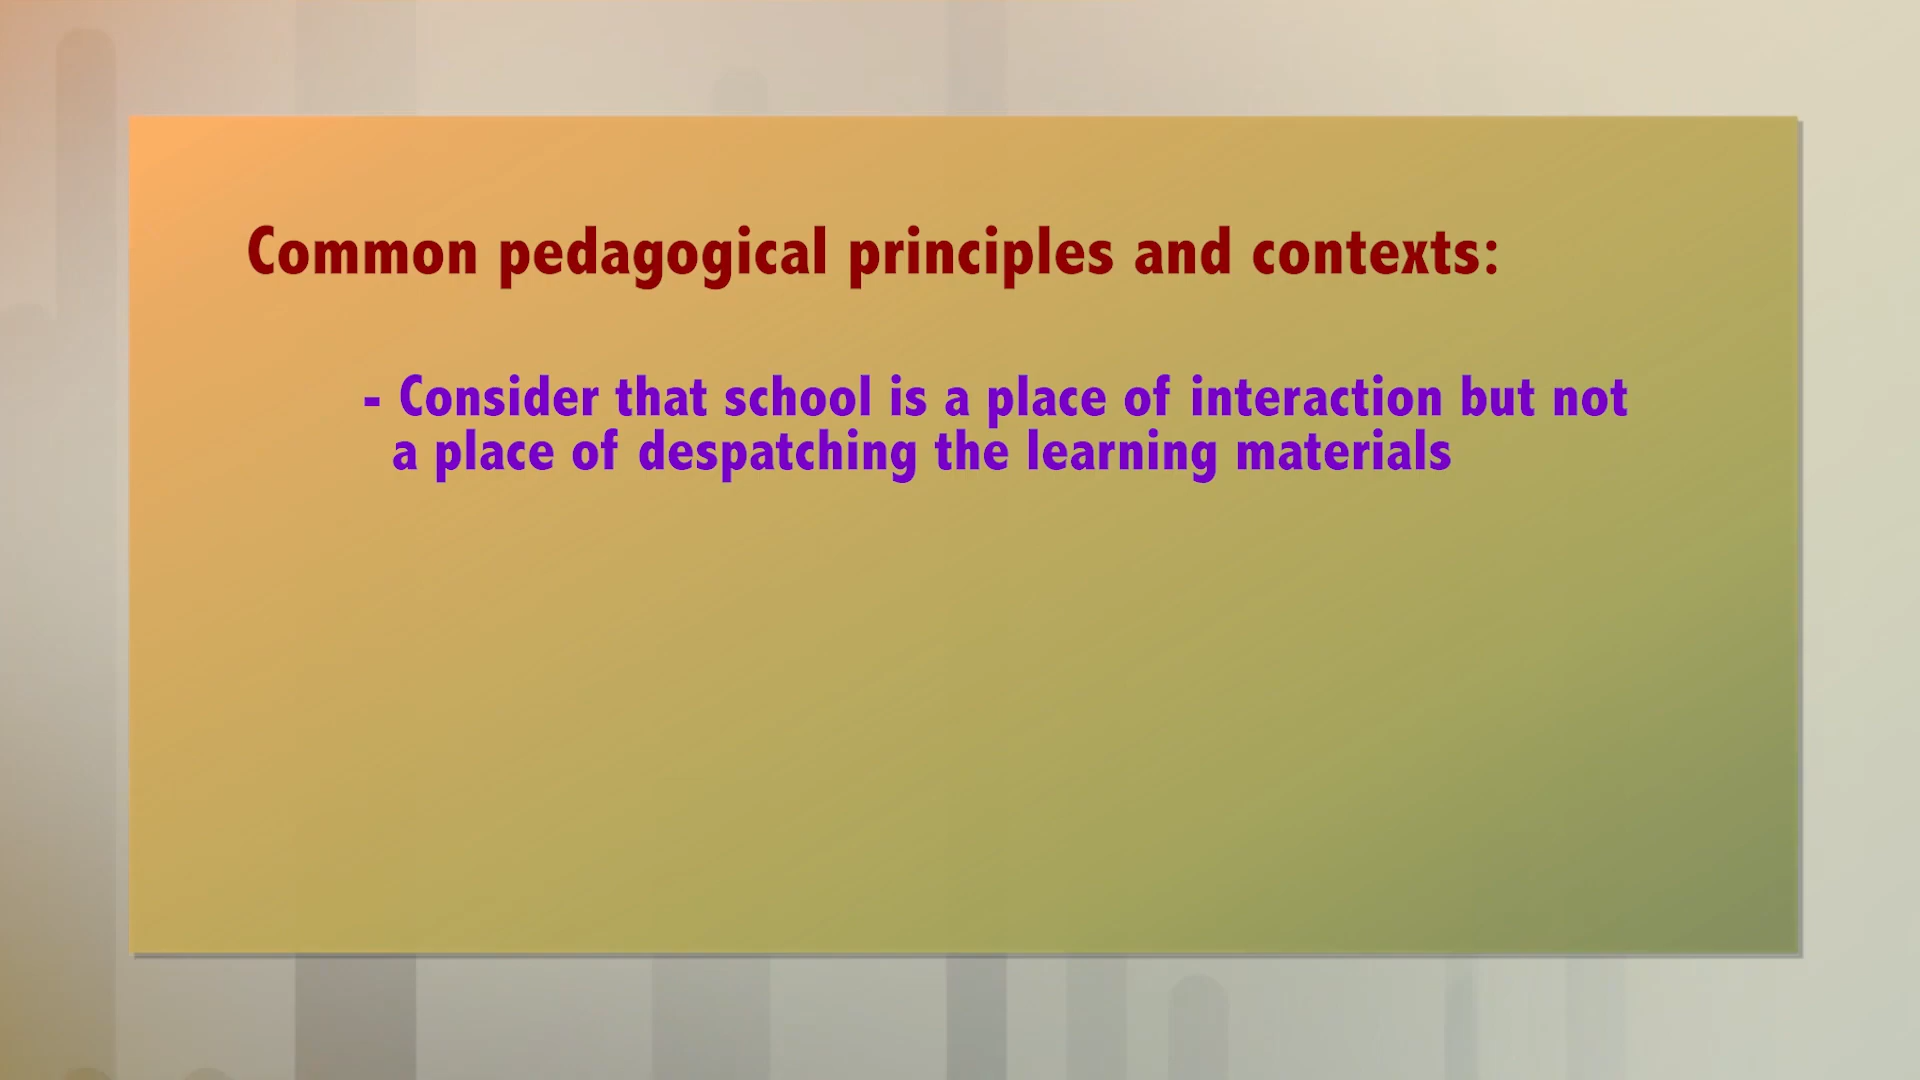 Common pedagogical principles and contexts:
- Consider that school is a place of interaction but not
a place of despatching the learning materials